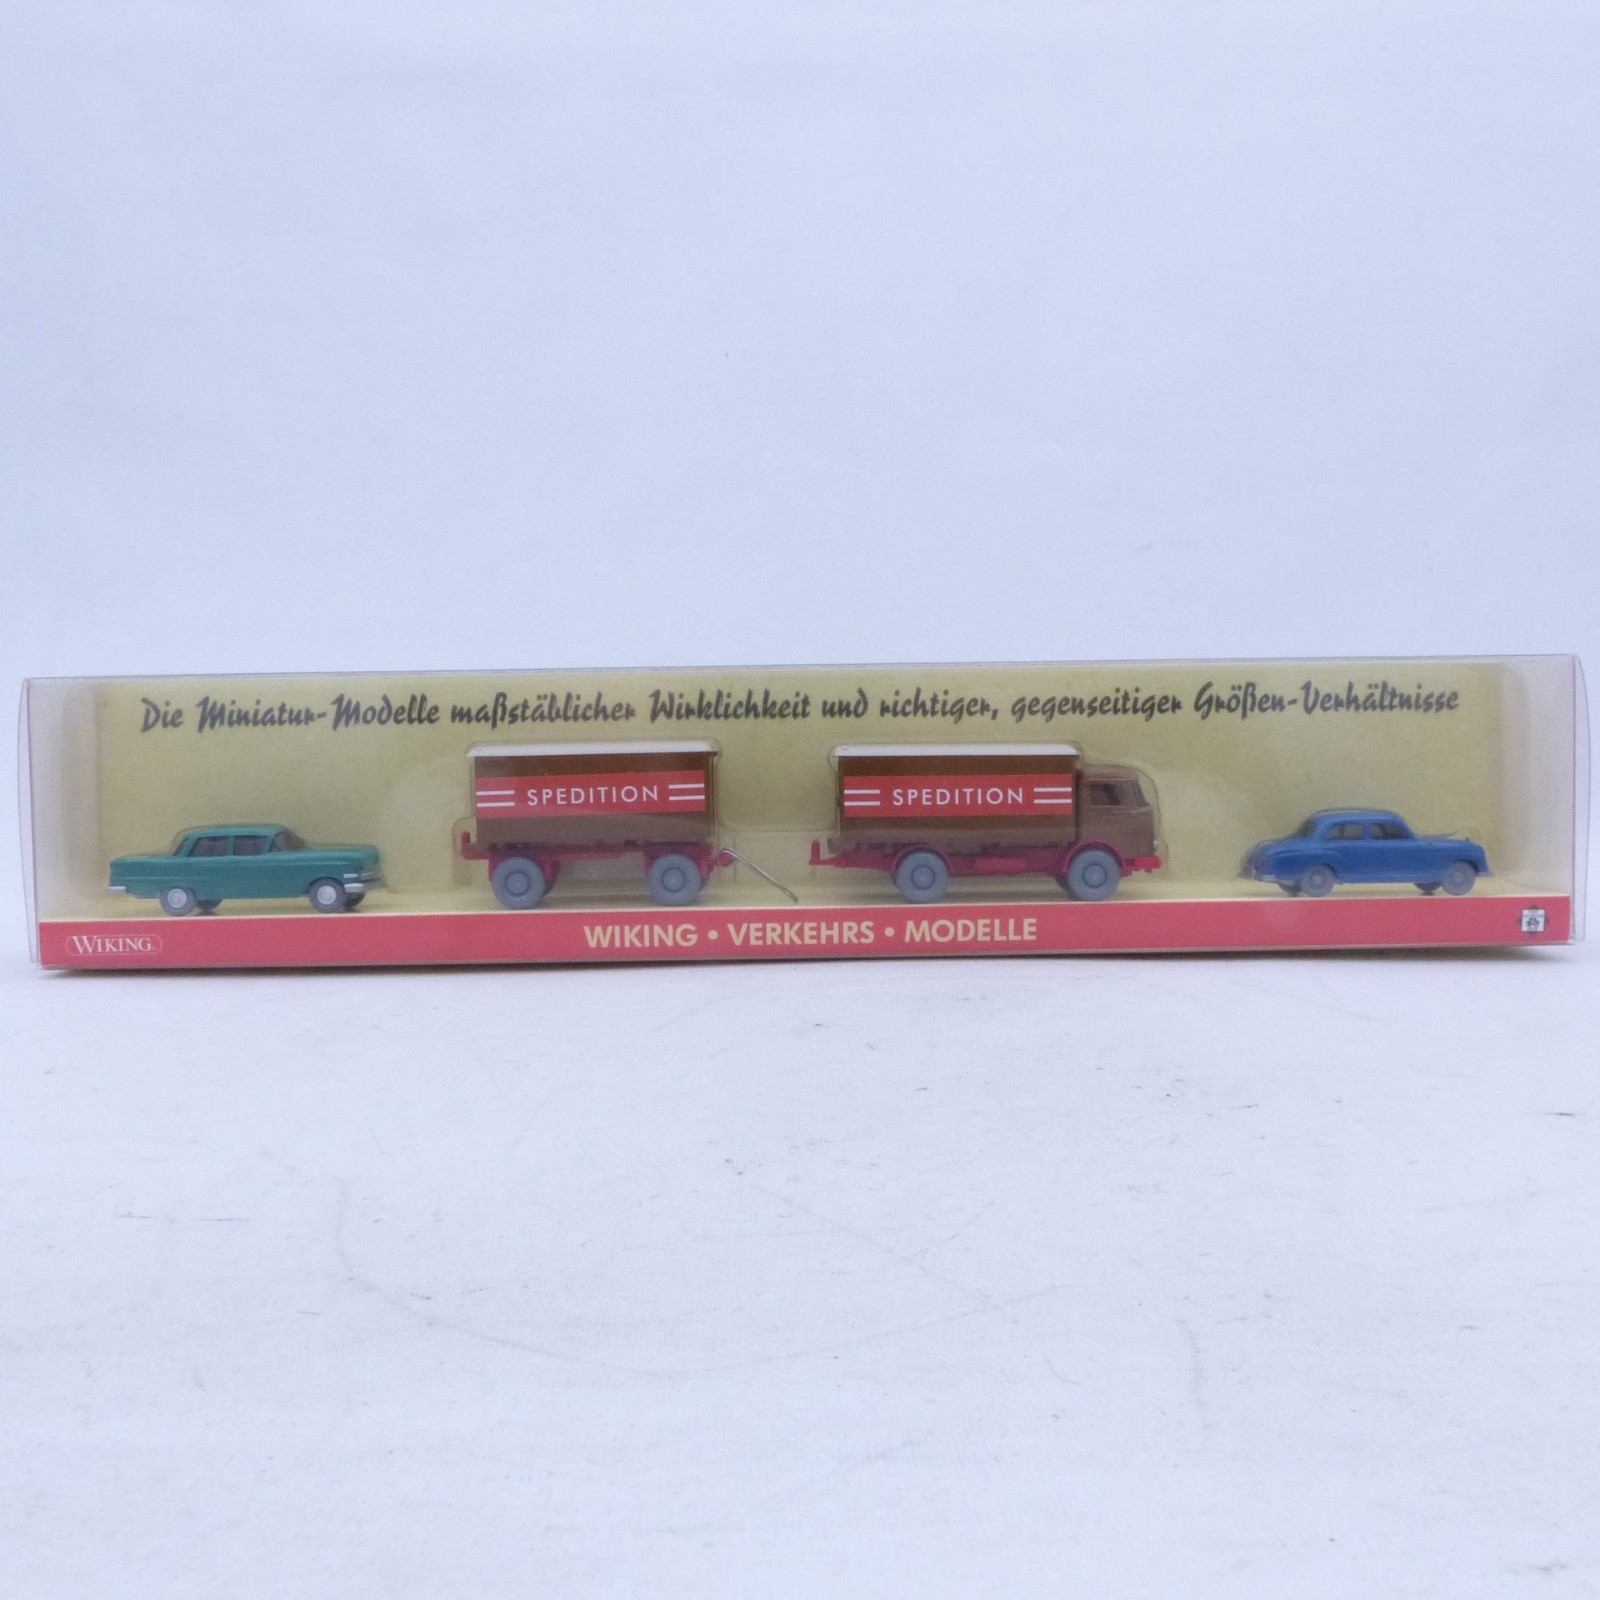 Die Miniatur-Modelle maßstäblicher Wirklichkeit und richtiger, gegenseitiger Größen-Verhältnisse
SPEDITION
SPEDITION
WIKING
WIKING • VERKEHRS • MODELLE